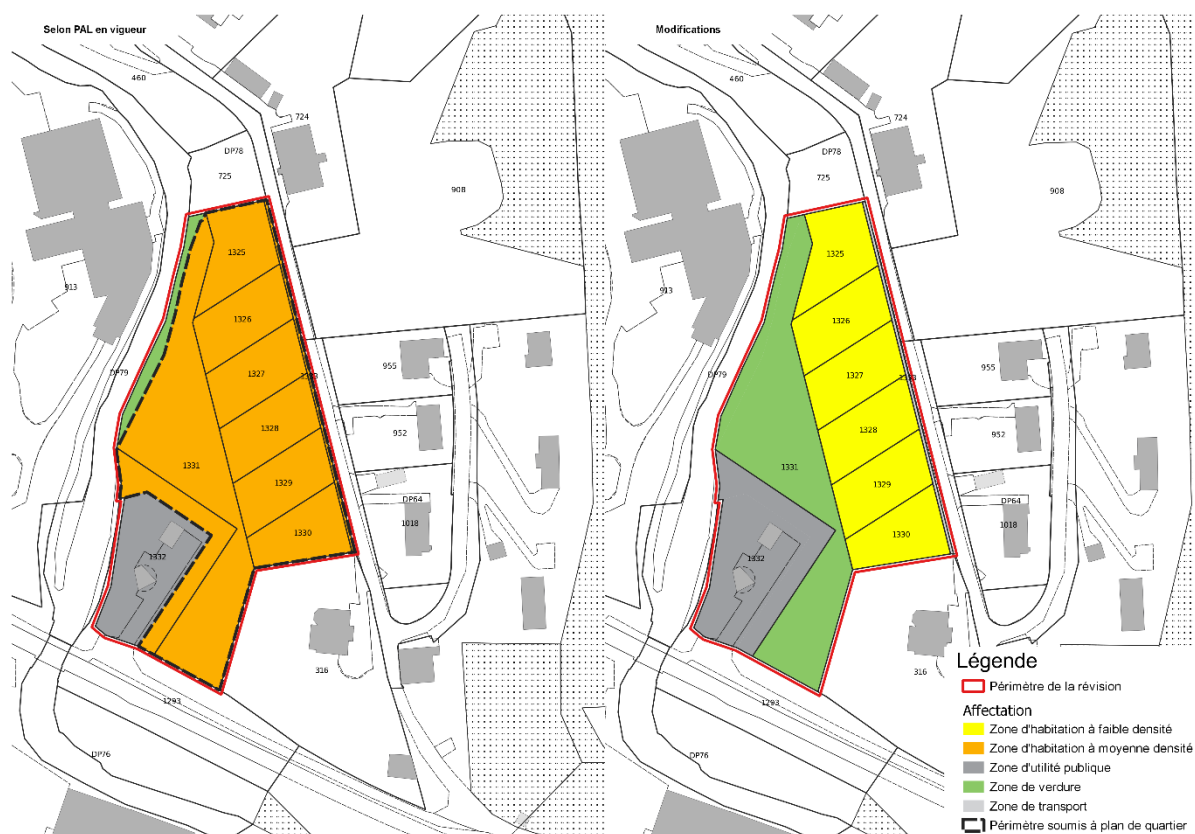 Selon PAL en vigueur
460
724
DP78
725
908
1325
913
1326
955
1327
DP79
1328
952
1331
1329
DP64
1330
1018
1332
316
1293
DP76
Modifications
460
724
DP78
725
908
1325
913
1326
955
1327
DP79
1328
952
1331
1329
DP64
1330
1018
1332
316
1293
DP76
Légende
Périmètre de la révision
Affectation
Zone d'habitation à faible densité
Zone d'habitation à moyenne densité
Zone d'utilité publique
Zone de verdure
Zone de transport
Périmètre soumis à plan de quartier